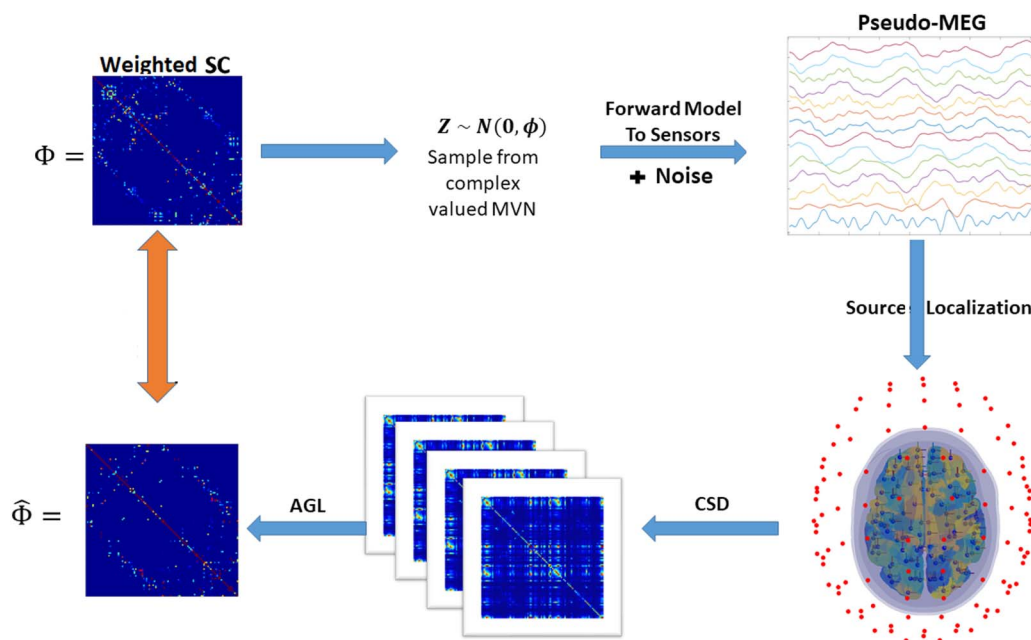 Weighted SC
Φ =
Z ~ N(0, ϕ)
Sample from
complex
valued MVN
Forward Model
To Sensors
+ Noise
Pseudo-MEG
Source Localization
CSD
AGL
Φ̂ =